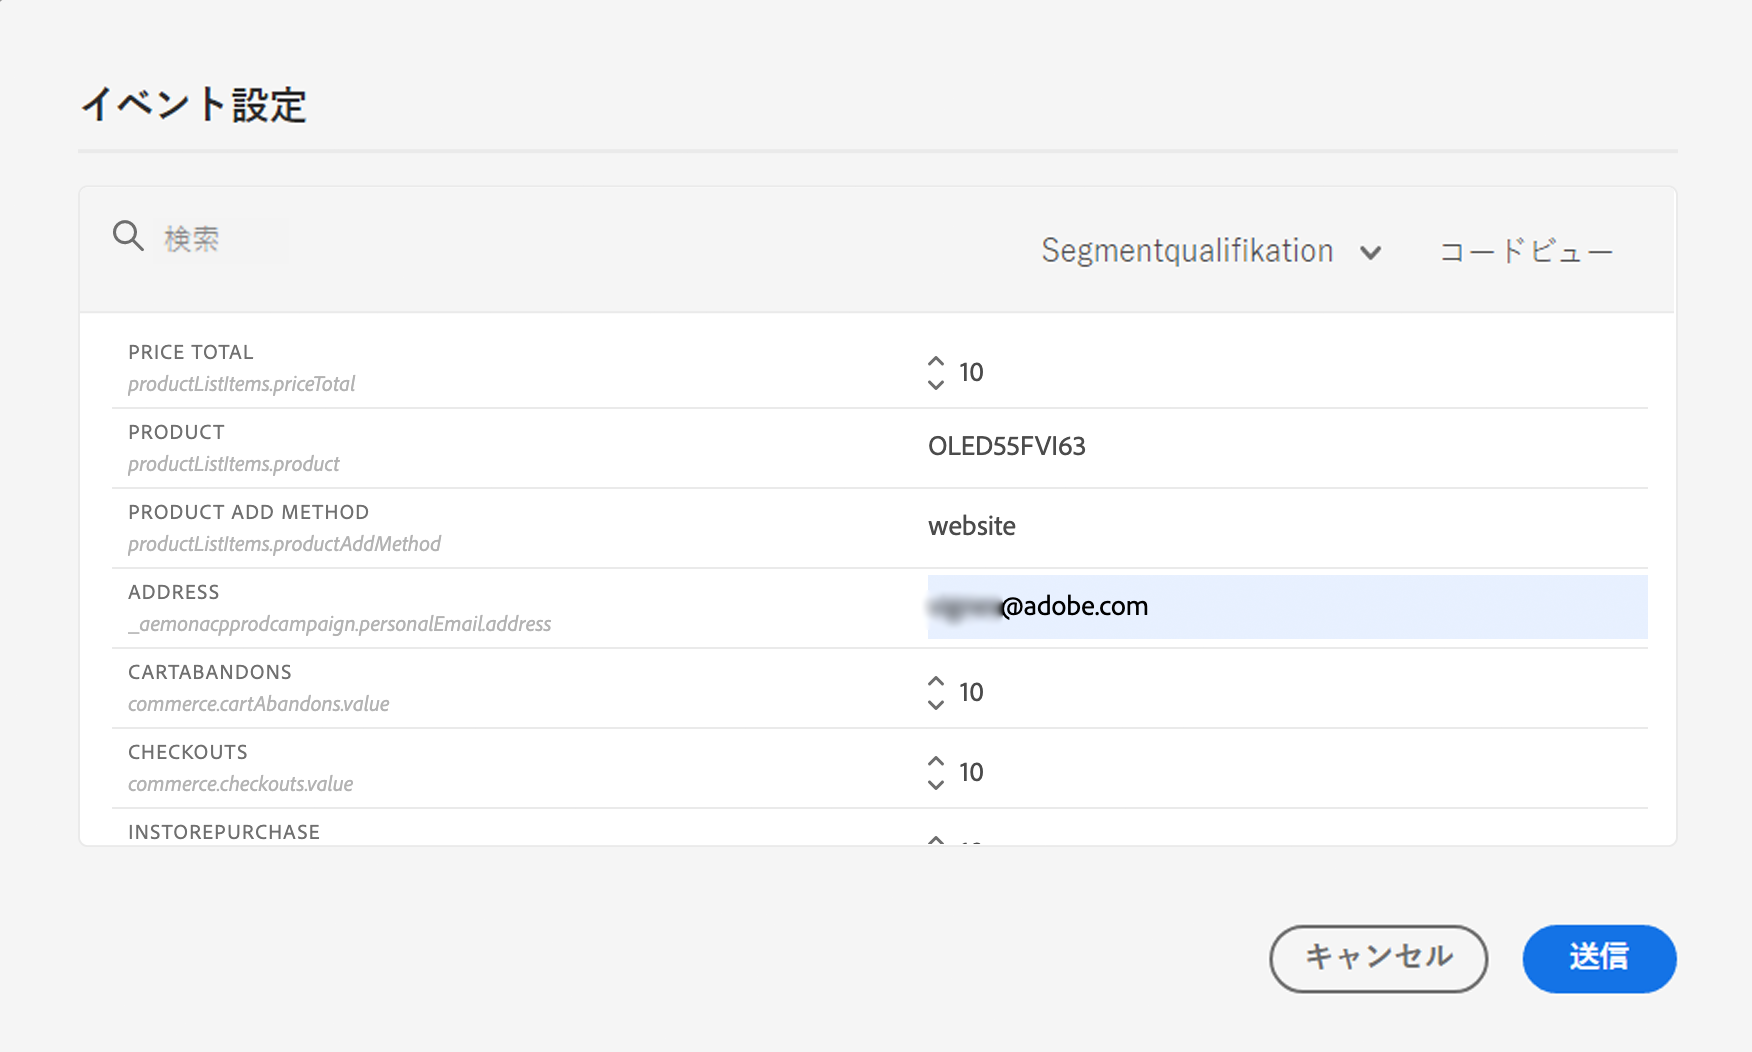 イベント設定
検索
Segmentqualifikation
コードビュー
PRICE TOTAL
productListItems.priceTotal
10
PRODUCT
productListItems.product
OLED55FVI63
PRODUCT ADD METHOD
productListItems.productAddMethod
website
ADDRESS
_aemonacpprodcampaign.personalEmail.address
@adobe.com
CARTABANDONS
commerce.cartAbandons.value
10
CHECKOUTS
commerce.checkouts.value
10
INSTOREPURCHASE
キャンセル
送信